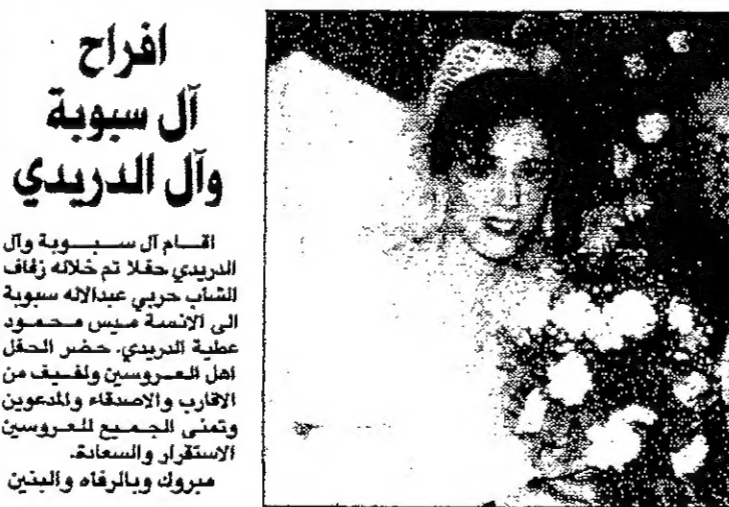 افراح
آل سبوبة
وآل الدريدي
اقام آل سبوبة وآل
الدريدي حفلا تم خلاله زفاف
الشاب حربي عبدالاله سبوبة
الى الانسة ميس محمود
عطية الدريدي. حضر الحفل
اهل العروسين ولفيف من
الاقارب والاصدقاء والمدعوين
وتمنى الجميع للعروسين
الاستقرار والسعادة.
مبروك وبالرفاه والبنين